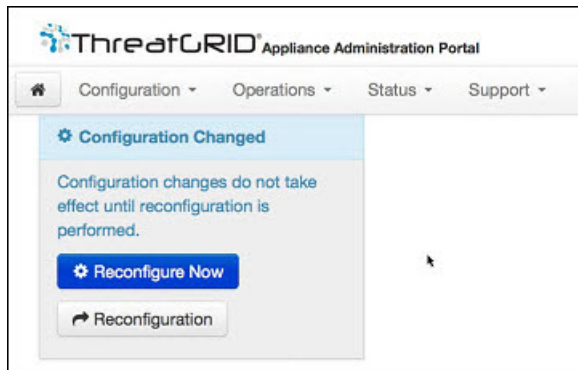 ThreatGRID® Appliance Administration Portal
Configuration Operations Status Support
Configuration Changed
Configuration changes do not take
effect until reconfiguration is
performed.
Reconfigure Now
Reconfiguration